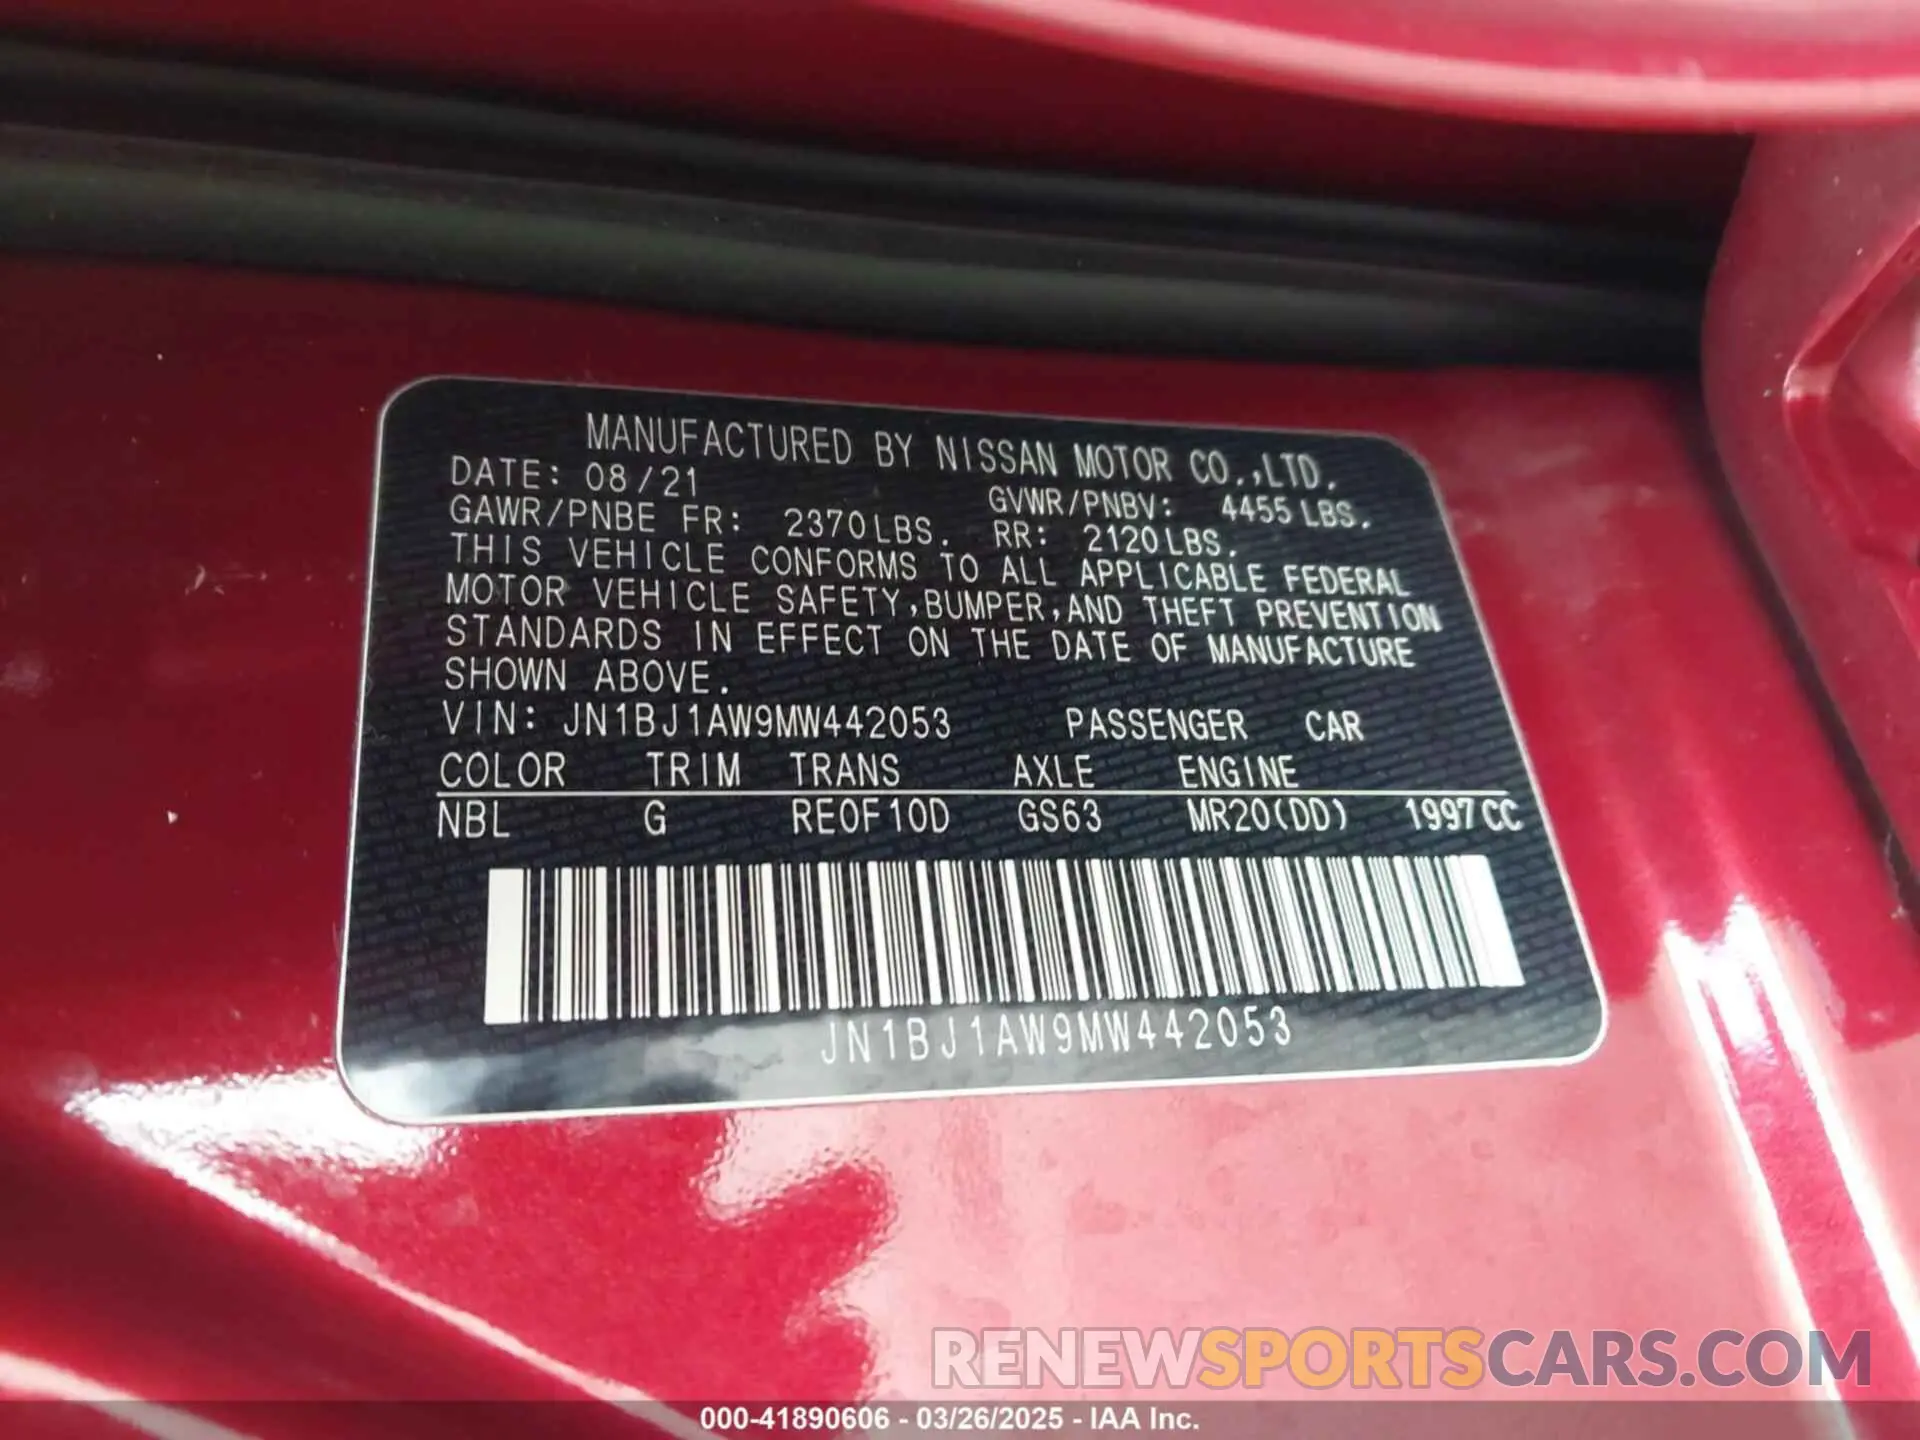 MANUFACTURED BY NISSAN MOTOR CO.,LTD.
DATE: 08/21 GVWR/PNBV: 4455 LBS.
GAWR/PNBE FR: 2370LBS. RR: 2120LBS.
THIS VEHICLE CONFORMS TO ALL APPLICABLE FEDERAL
MOTOR VEHICLE SAFETY,BUMPER,AND THEFT PREVENTION
STANDARDS IN EFFECT ON THE DATE OF MANUFACTURE
SHOWN ABOVE.
VIN: JN1BJ1AW9MW442053 PASSENGER CAR
COLOR TRIM TRANS AXLE ENGINE
NBL G RE0F10D GS63 MR20(DD) 1997CC
JN1BJ1AW9MW442053
RENEWSPORTSCARS.COM
000-41890606 - 03/26/2025 - IAA Inc.